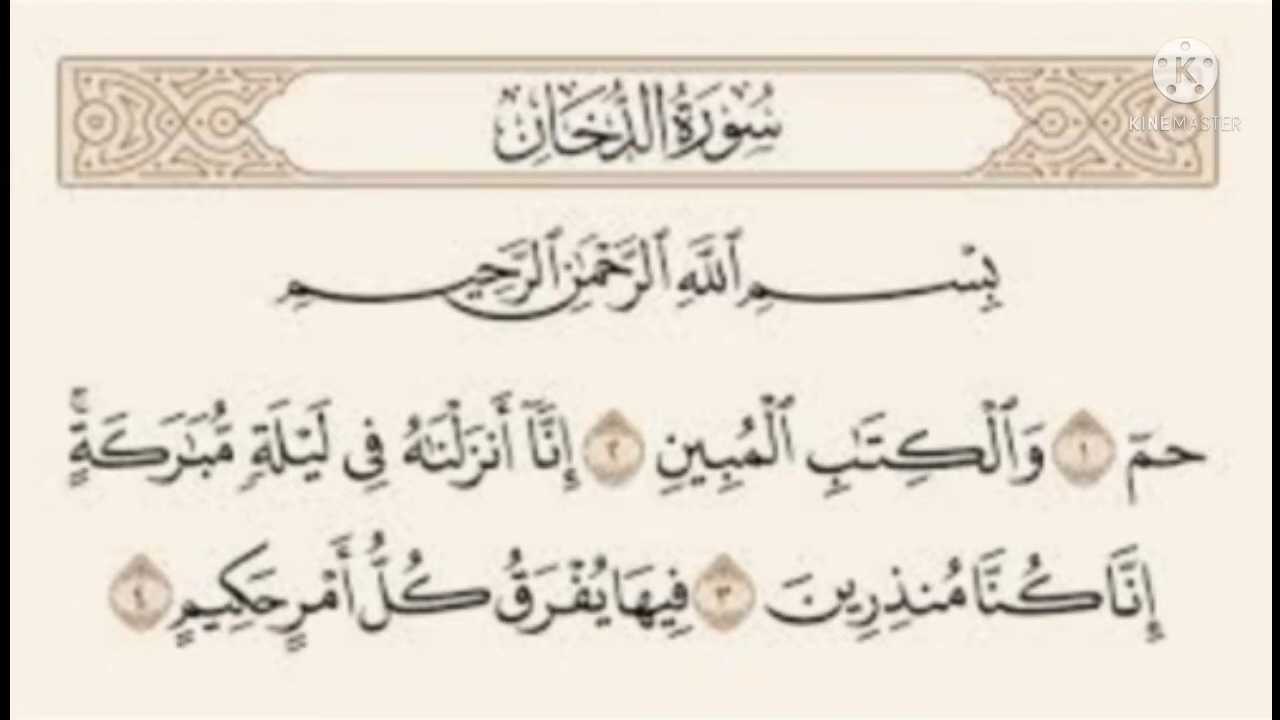 سُورَةُ الدُّخَانِ
K
KINEMASTER
بِسْمِ ٱللَّهِ ٱلرَّحْمَٰنِ ٱلرَّحِيمِ
حمٓ ١ وَٱلْكِتَٰبِ ٱلْمُبِينِ ٢ إِنَّآ أَنزَلْنَٰهُ فِى لَيْلَةٍ مُّبَٰرَكَةٍ ۚ
إِنَّا كُنَّا مُنذِرِينَ ٣ فِيهَا يُفْرَقُ كُلُّ أَمْرٍ حَكِيمٍ ٤